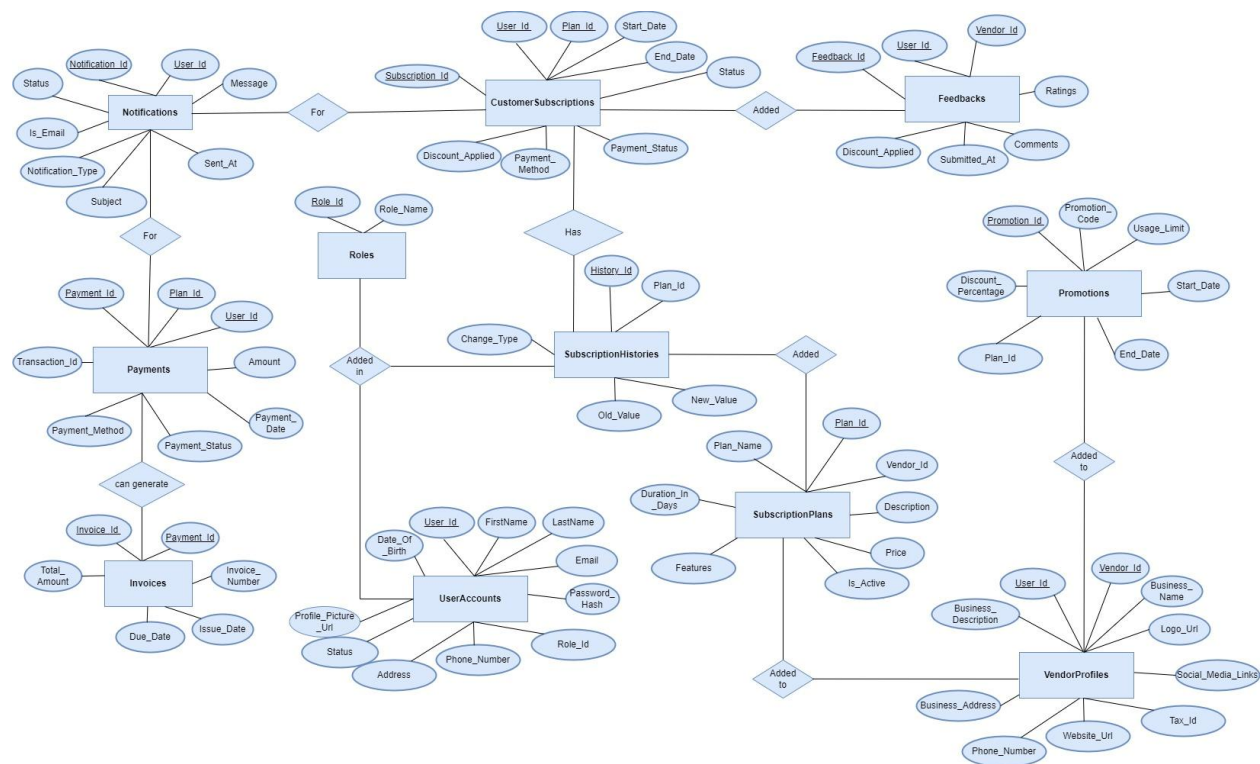 User_Id
Plan_Id
Start_Date
End_Date
Status
Subscription_Id
CustomerSubscriptions
Discount_Applied
Payment_
Method
Payment_Status
Notification_Id
User_Id
Status
Message
Notifications
Is_Email
Notification_Type
Subject
Sent_At
For
Added
Vendor_Id
User_Id
Feedback_Id
Feedbacks
Ratings
Comments
Submitted_At
Discount_Applied
For
Role_Id
Role_Name
Roles
Has
Promotion_
Code
Promotion_Id
Usage_Limit
Discount_
Percentage
Promotions
Start_Date
Plan_Id
End_Date
Payment_Id
Plan_Id
User_Id
Transaction_Id
Payments
Amount
Payment_
Date
Payment_Method
Payment_Status
History_Id
Plan_Id
Change_Type
SubscriptionHistories
New_Value
Old_Value
Added
in
Added
can generate
Invoice_Id
Payment_Id
Total_
Amount
Invoices
Invoice_
Number
Due_Date
Issue_Date
Plan_Name
Plan_Id
Vendor_Id
Duration_In
_Days
SubscriptionPlans
Description
Features
Price
Is_Active
Added
to
User_Id
FirstName
LastName
Date_Of
_Birth
Email
UserAccounts
Password_
Hash
Profile_Picture
_Url
Status
Address
Phone_Number
Role_Id
Added
to
User_Id
Vendor_Id
Business_
Name
Business_
Description
Logo_Url
VendorProfiles
Social_Media_Links
Business_Address
Tax_Id
Phone_Number
Website_Url